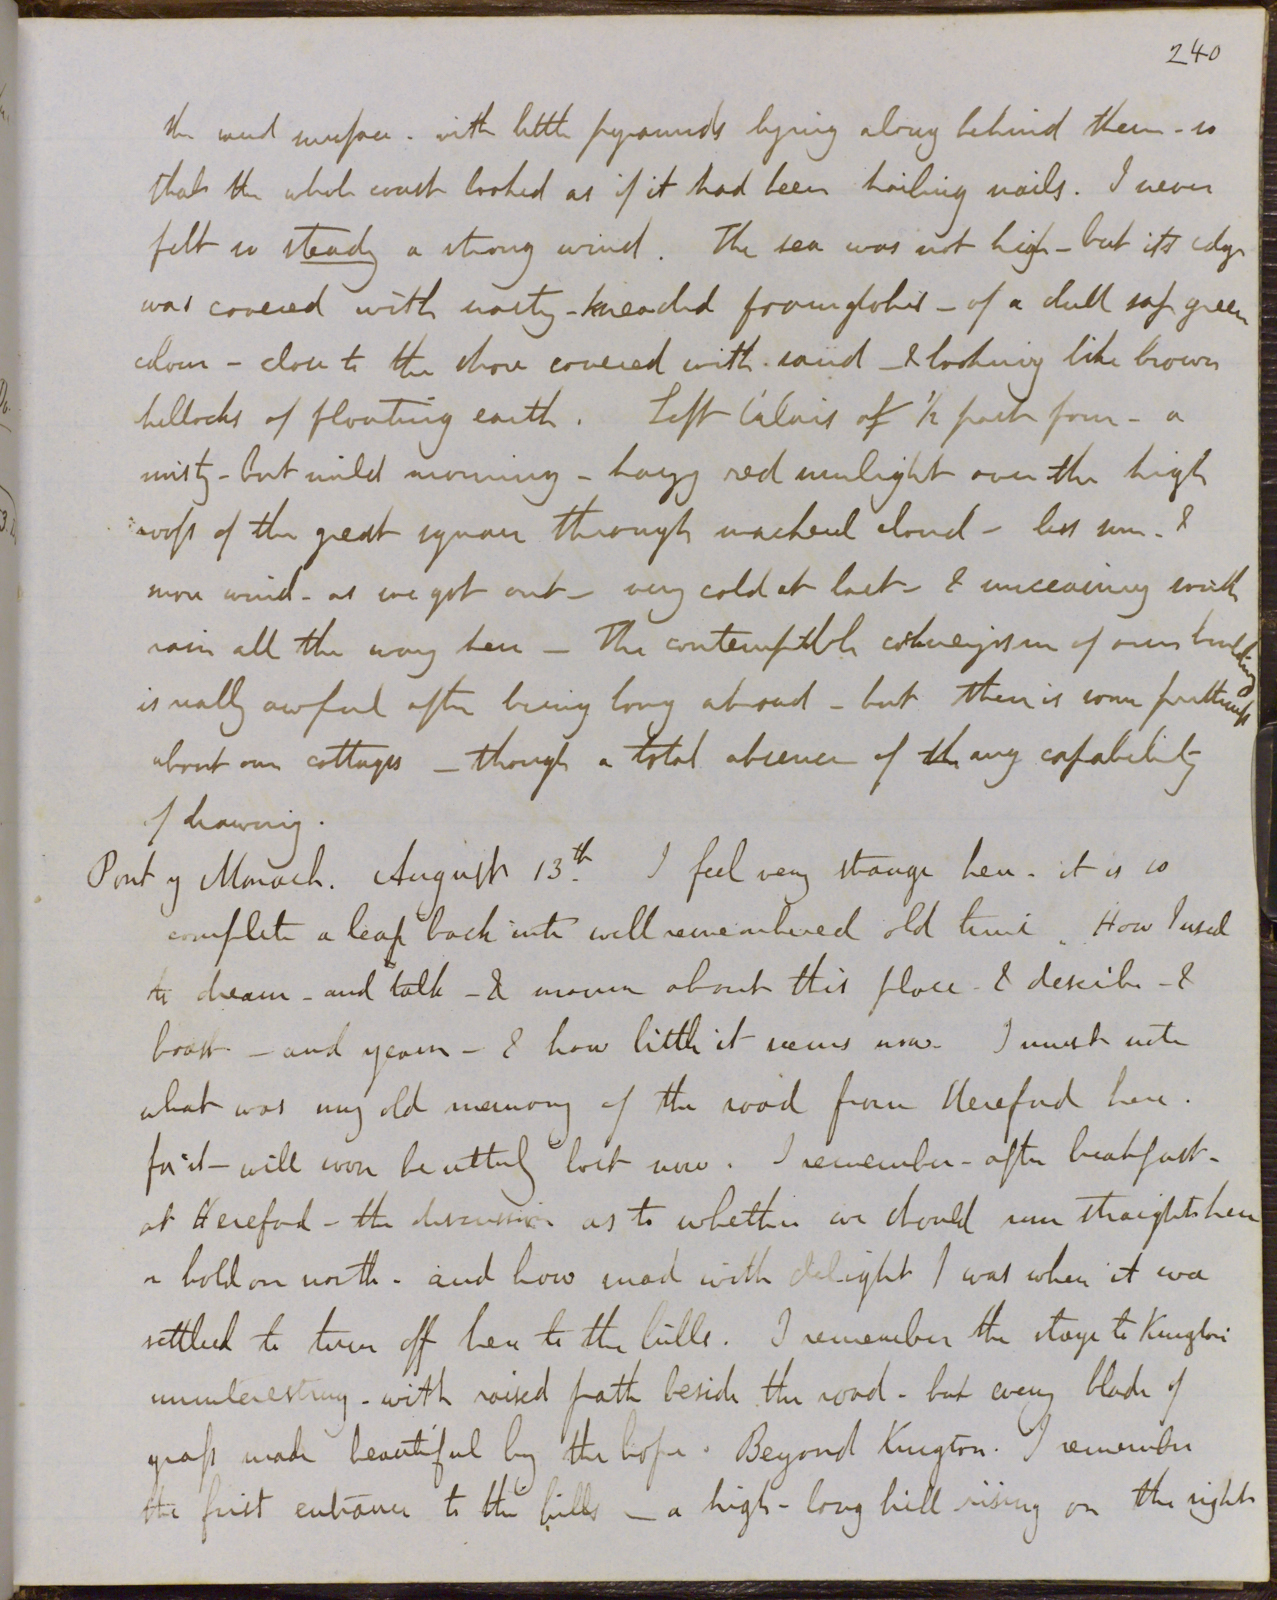 240
the sand surface - with little pyramids lying along behind them - so
that the whole coast looked as if it had been hailing nails. I never
felt so steady a strong wind. The sea was not high - but its edge
was covered with nasty - kneaded foam globes - of a dull sap green
colour - close to the shore covered with sand - & looking like brown
hillocks of floating earth. Left Calais at ½ past four - a
misty - but mild morning - hazy red sunlight over the high
roofs of the great square through mackerel cloud - less sun - &
more wind - as we got out - very cold at last - & unceasing south
rain all the way here - The contemptible cockneyism of our buildings
is really awful after being long abroad - but there is some prettiness
about our cottages - though a total absence of any capability
of drawing.
Pont y Monach. August 13th. I feel very strange here - it is so
complete a leap back into well remembered old time. How I used
to dream - and talk - & mourn about this place - & describe - &
boast - and yearn - & how little it seems now - I must note
what was my old memory of the road from Hereford here.
for it - will soon be utterly lost now. I remember - after breakfast -
at Hereford - the discussion as to whether we should run straight here
or hold on north - and how mad with delight I was when it was
settled to turn off here to the hills. I remember the stage to Kington
uninteresting - with raised path beside the road - but every blade of
grass made beautiful by the hope. Beyond Kington. I remember
the first entrance to the hills - a high - long hill rising on the right